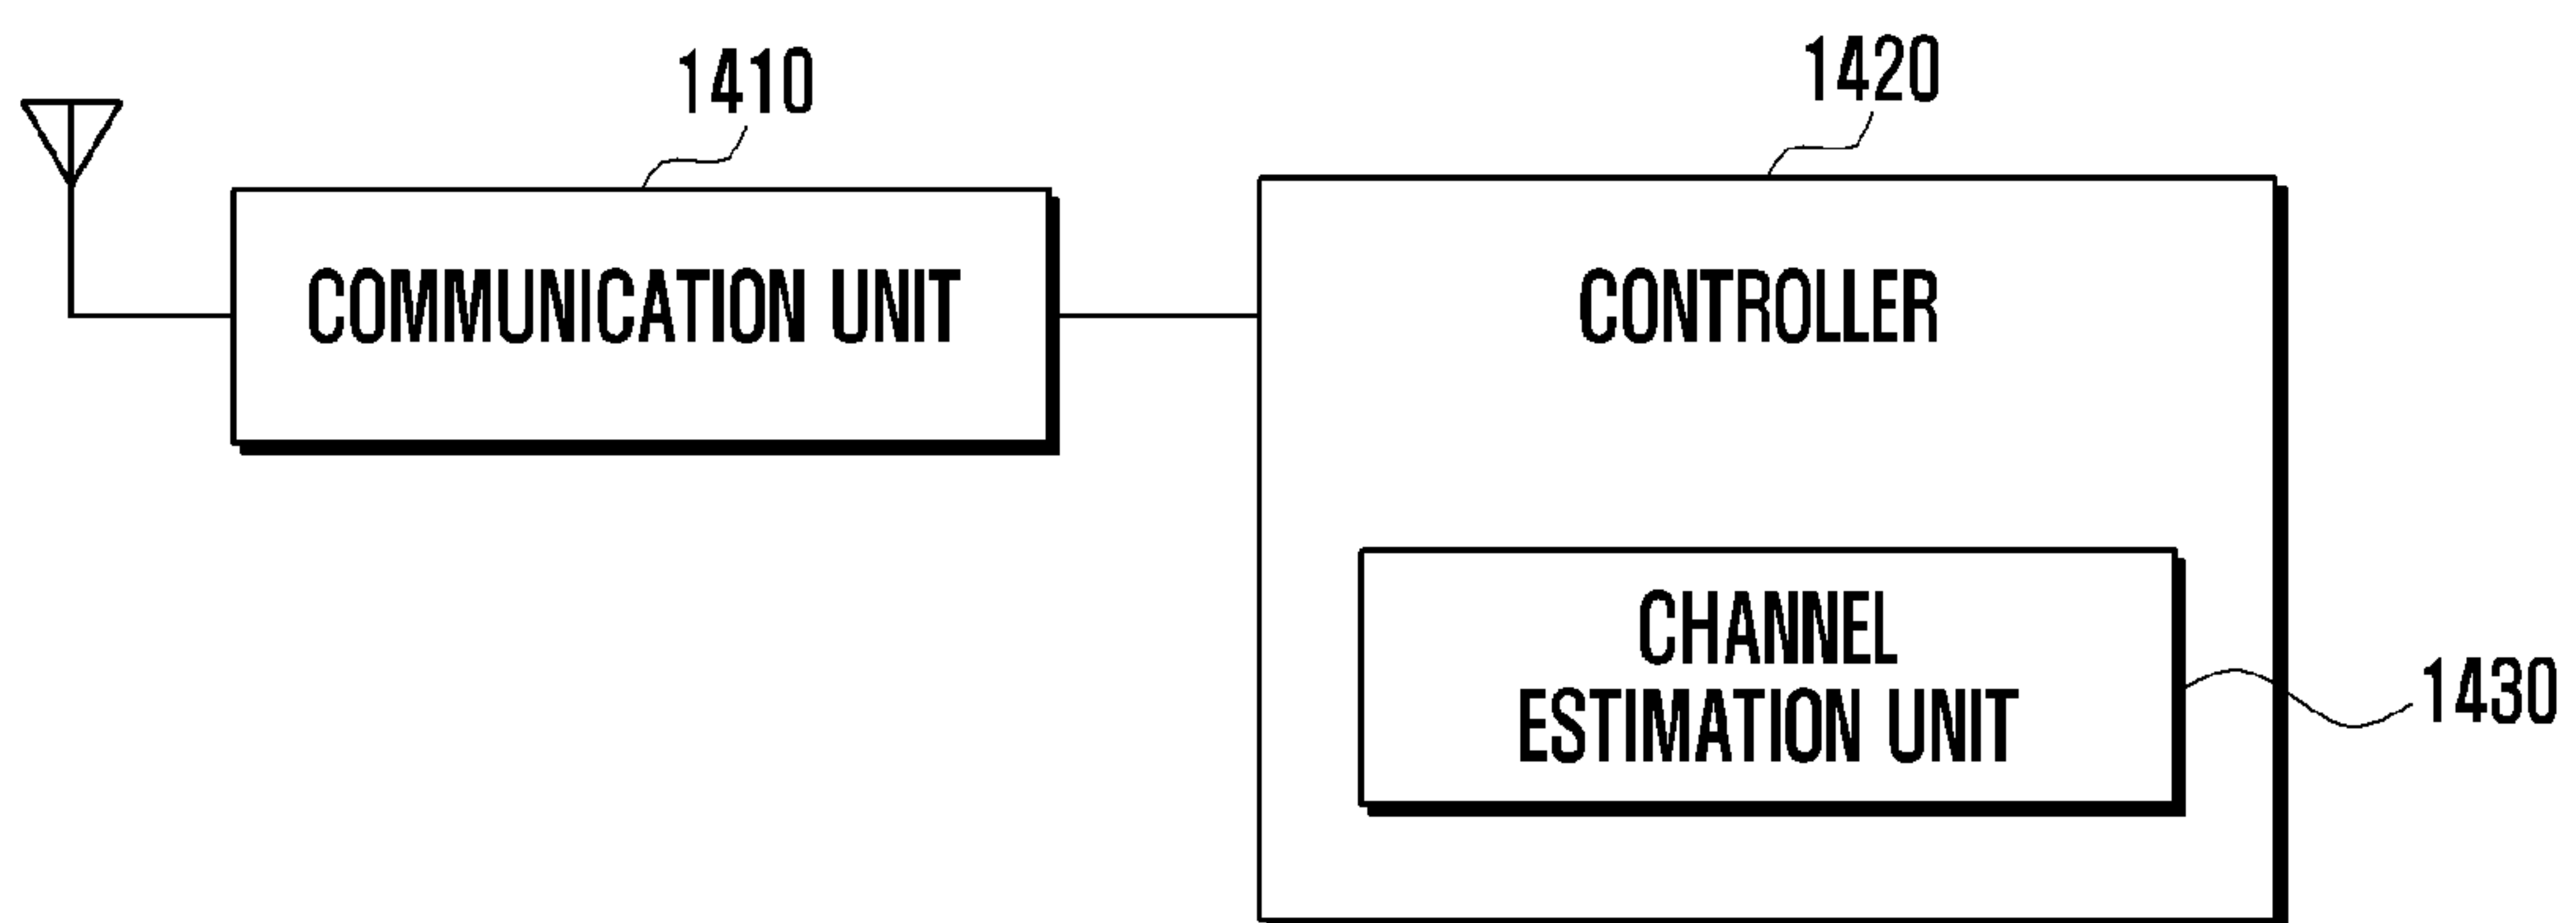 1410
1420
COMMUNICATION UNIT
CONTROLLER
CHANNEL
ESTIMATION UNIT
1430